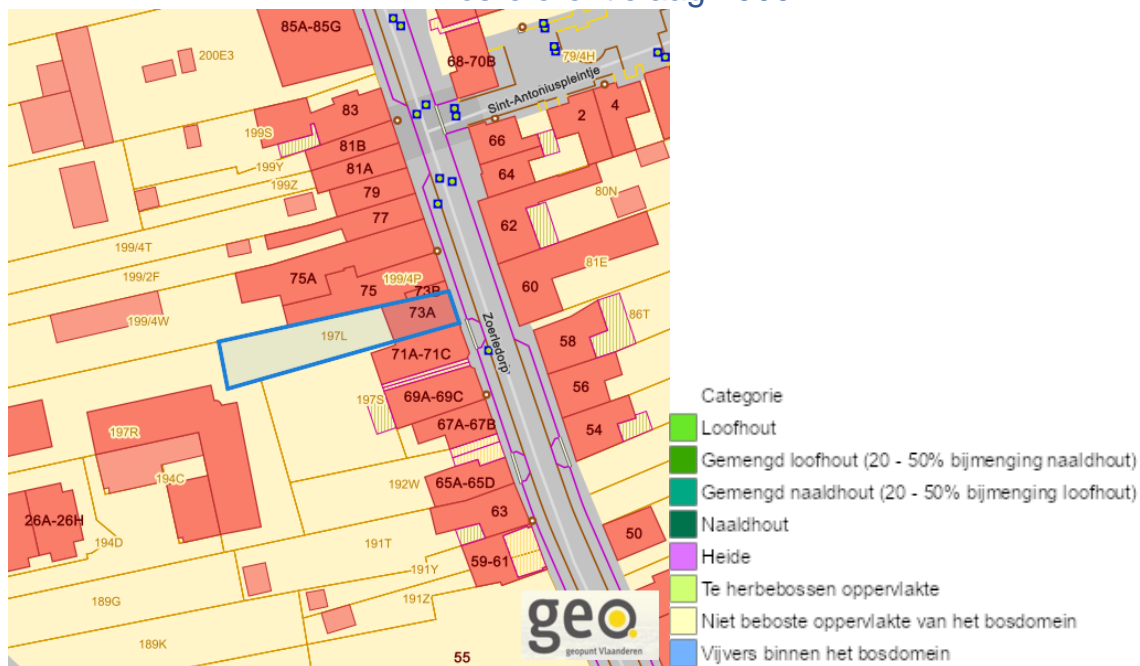 85A-85G
68-70B
79/4H
200E3
Sint-Antoniuspleintje
83
2
4
199S
66
81B
199Y
81A
64
199Z
79
80N
77
62
199/4T
81E
199/2F
75A
199/4P
60
75
73B
199/4W
73A
86T
197L
Zoerledorp
58
71A-71C
56
197S
69A-69C
67A-67B
54
197R
194C
192W
65A-65D
26A-26H
63
50
194D
191T
59-61
191Y
189G
191Z
189K
55
geo
geopunt Vlaanderen
Categorie
Loofhout
Gemengd loofhout (20 - 50% bijmenging naaldhout)
Gemengd naaldhout (20 - 50% bijmenging loofhout)
Naaldhout
Heide
Te herbebossen oppervlakte
Niet beboste oppervlakte van het bosdomein
Vijvers binnen het bosdomein